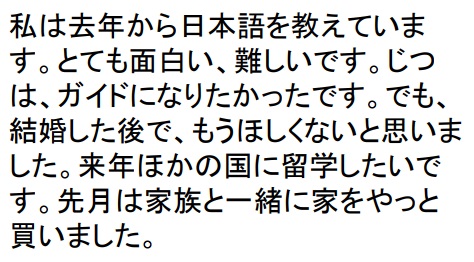 私は去年から日本語を教えていま
す。とても面白い、難しいです。じつ
は、ガイドになりたかったです。でも、
結婚した後で、もうほしくないと思いま
した。来年ほかの国に留学したいで
す。先月は家族と一緒に家をやっと
買いました。